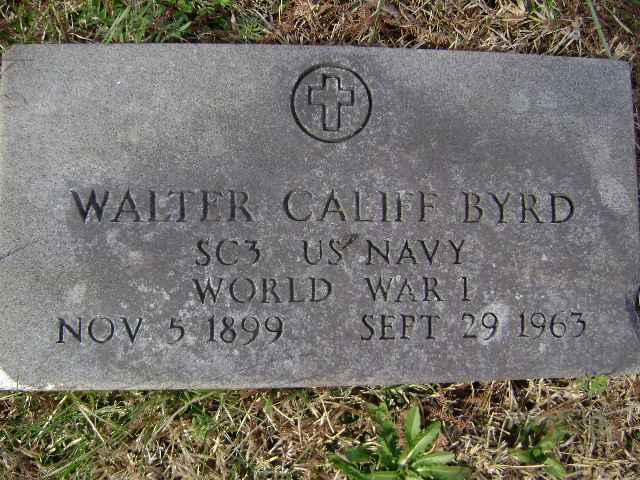 WALTER CALIFF BYRD
SC3 US NAVY
WORLD WAR I
NOV 5 1899 SEPT 29 1963